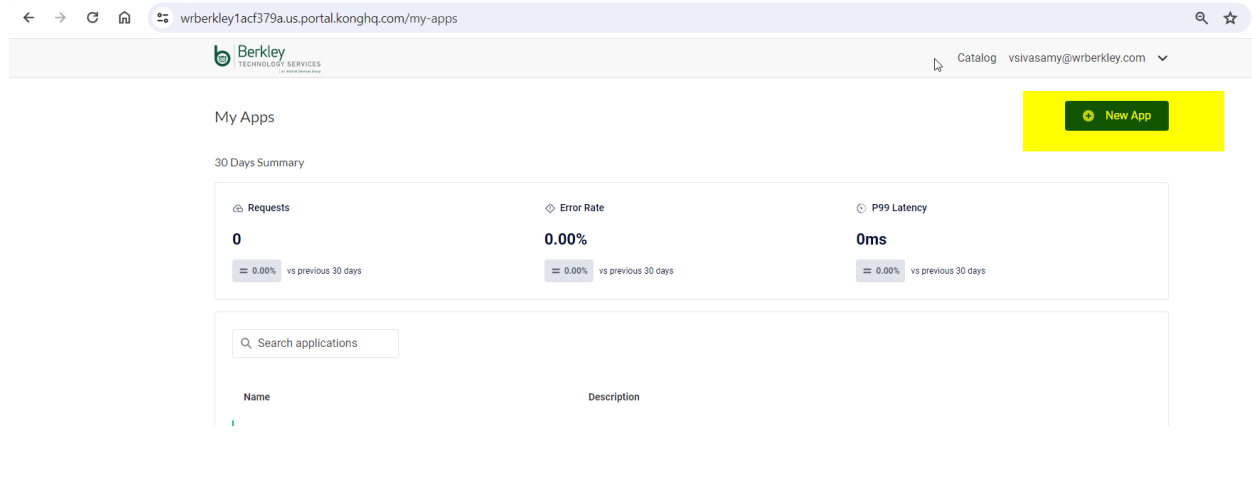 wrberkley1acf379a.us.portal.konghq.com/my-apps
Berkley
TECHNOLOGY SERVICES
Catalog vsivasamy@wrberkley.com
My Apps
New App
30 Days Summary
Requests Error Rate P99 Latency
0 0.00% 0ms
= 0.00% vs previous 30 days = 0.00% vs previous 30 days = 0.00% vs previous 30 days
Search applications
Name Description